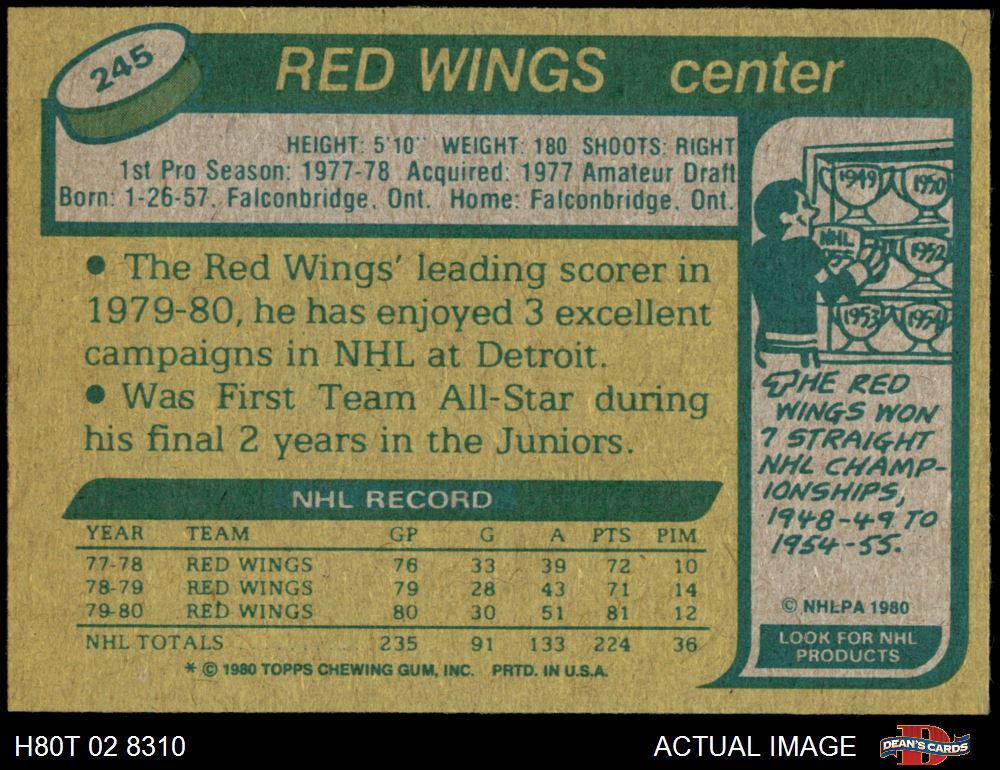 245
RED WINGS center
HEIGHT: 5'10" WEIGHT: 180 SHOOTS: RIGHT
1st Pro Season: 1977-78 Acquired: 1977 Amateur Draft
Born: 1-26-57, Falconbridge, Ont. Home: Falconbridge, Ont.
• The Red Wings' leading scorer in
1979-80, he has enjoyed 3 excellent
campaigns in NHL at Detroit.
• Was First Team All-Star during
his final 2 years in the Juniors.
NHL RECORD
YEAR TEAM GP G A PTS PIM
77-78 RED WINGS 76 33 39 72 10
78-79 RED WINGS 79 28 43 71 14
79-80 RED WINGS 80 30 51 81 12
NHL TOTALS 235 91 133 224 36
* © 1980 TOPPS CHEWING GUM, INC. PRTD. IN U.S.A.
1949 1950
NHL
55 1952
1953 1954
THE RED
WINGS WON
7 STRAIGHT
NHL CHAMP-
IONSHIPS,
1948-49 TO
1954-55.
© NHLPA 1980
LOOK FOR NHL
PRODUCTS
H80T 02 8310
ACTUAL IMAGE
D
DEAN'S CARDS